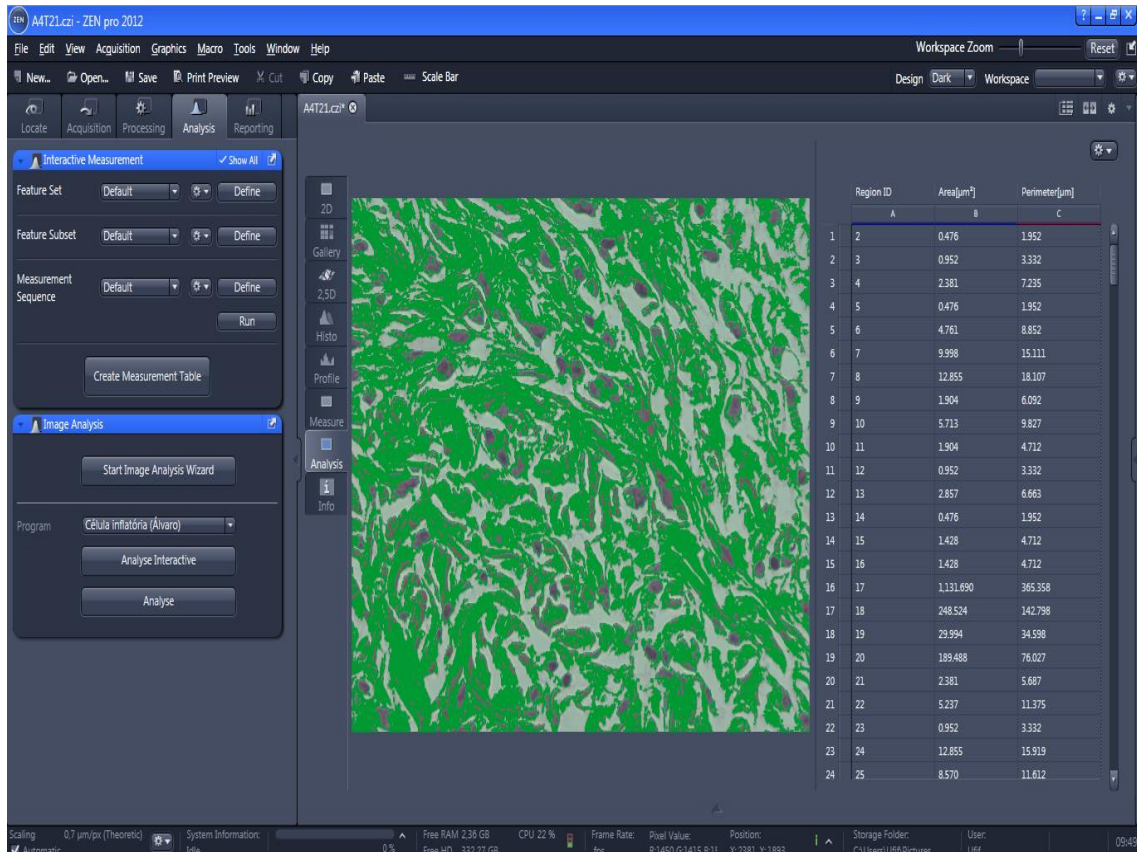 ZEN A4T21.czi - ZEN pro 2012
File Edit View Acquisition Graphics Macro Tools Window Help Workspace Zoom Reset
New... Open... Save Print Preview Cut Copy Paste Scale Bar Design Dark Workspace
Locate Acquisition Processing Analysis Reporting
A4T21.czi*
Interactive Measurement Show All
Feature Set Default Define
Feature Subset Default Define
Measurement Sequence Default Define
Run
Create Measurement Table
Image Analysis
Start Image Analysis Wizard
Program Célula inflatória (Álvaro)
Analyse Interactive
Analyse
2D
Gallery
2,5D
Histo
Profile
Measure
Analysis
Info
Region ID Area[µm²] Perimeter[µm]
A B C
1 2 0.476 1.952
2 3 0.952 3.332
3 4 2.381 7.235
4 5 0.476 1.952
5 6 4.761 8.852
6 7 9.998 15.111
7 8 12.855 18.107
8 9 1.904 6.092
9 10 5.713 9.827
10 11 1.904 4.712
11 12 0.952 3.332
12 13 2.857 6.663
13 14 0.476 1.952
14 15 1.428 4.712
15 16 1.428 4.712
16 17 1,131.690 365.358
17 18 248.524 142.798
18 19 29.994 34.598
19 20 189.488 76.027
20 21 2.381 5.687
21 22 5.237 11.375
22 23 0.952 3.332
23 24 12.855 15.919
24 25 8.570 11.612
Scaling 0,7 µm/px (Theoretic) System Information: Free RAM 2,36 GB CPU 22 % Frame Rate: Pixel Value: Position: Storage Folder: User: 09:49
Automatic Idle 0 % Free HD 332,27 GB fps X: 2381 Y: 1893